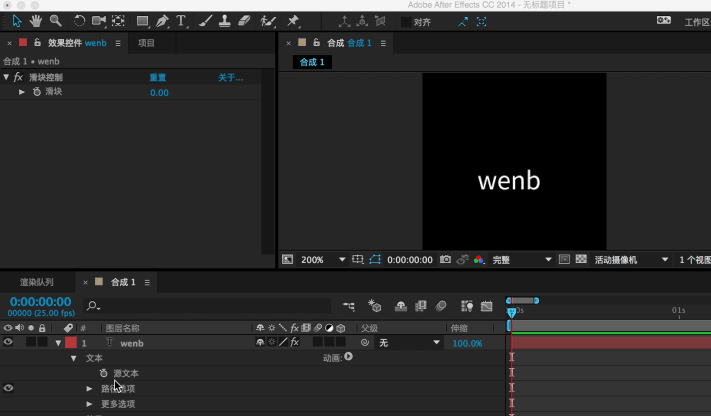 Adobe After Effects CC 2014 - 无标题项目 *
对齐
工作区
× 效果控件 wenb
项目
× 合成 合成 1
合成 1 • wenb
合成 1
fx 滑块控制 重置 关于...
滑块 0.00
wenb
200% 0:00:00:00 完整 活动摄像机 1 个视图
渲染队列
× 合成 1
0:00:00:00
00000 (25.00 fps)
01s
# 图层名称 fx 父级 伸缩
1 T wenb fx 无 100.0%
文本 动画:
源文本
路径选项
更多选项